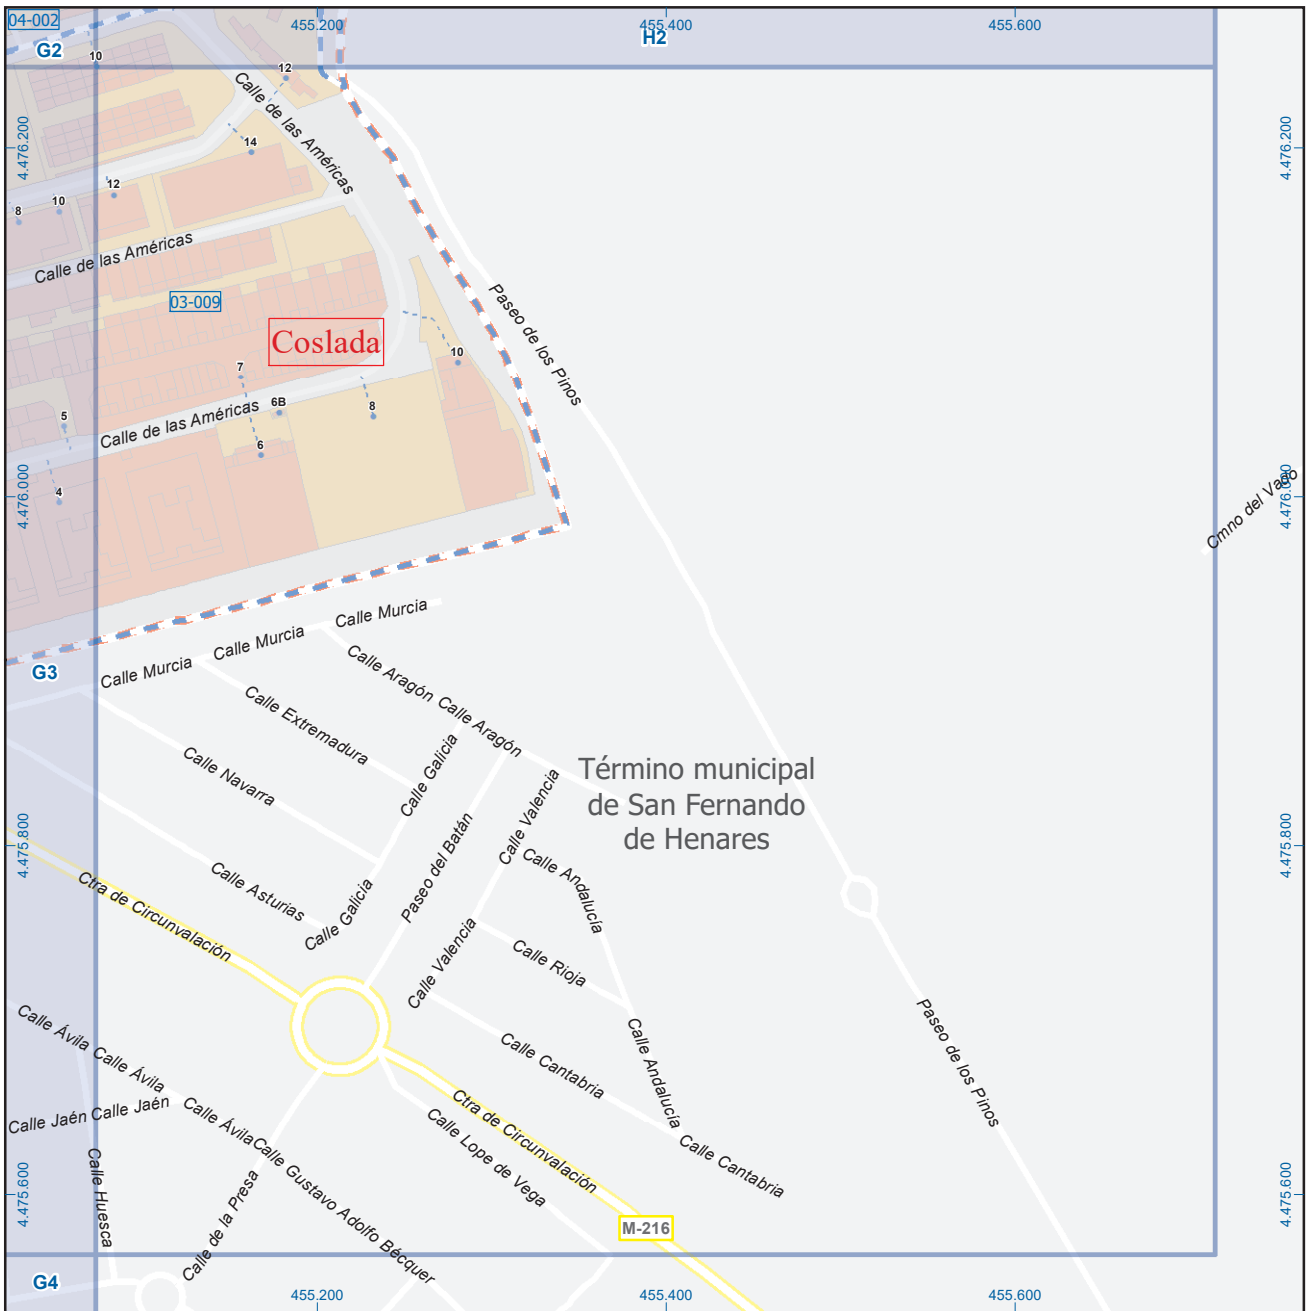 04-002
G2
455.200
455.400
H2
455.600
10
12
Calle de las Américas
4.476.200
4.476.200
14
12
10
8
Calle de las Américas
03-009
Coslada
Paseo de los Pinos
10
7
6B
8
5
Calle de las Américas
6
4
4.476.000
4.476.000
Cmno del Vado
Calle Murcia
Calle Murcia
Calle Murcia
G3
Calle Aragón
Calle Aragón
Calle Extremadura
Calle Galicia
Calle Navarra
Término municipal
de San Fernando
de Henares
Calle Valencia
Paseo del Batán
4.475.800
4.475.800
Calle Andalucía
Calle Asturias
Calle Galicia
Ctra de Circunvalación
Calle Valencia
Calle Rioja
Calle Ávila
Calle Ávila
Calle Cantabria
Calle Andalucía
Paseo de los Pinos
Calle Jaén
Calle Jaén
Calle Ávila
Calle Gustavo Adolfo Bécquer
Ctra de Circunvalación
Calle Lope de Vega
Calle Cantabria
Calle Huesca
Calle de la Presa
4.475.600
4.475.600
M-216
G4
455.200
455.400
455.600